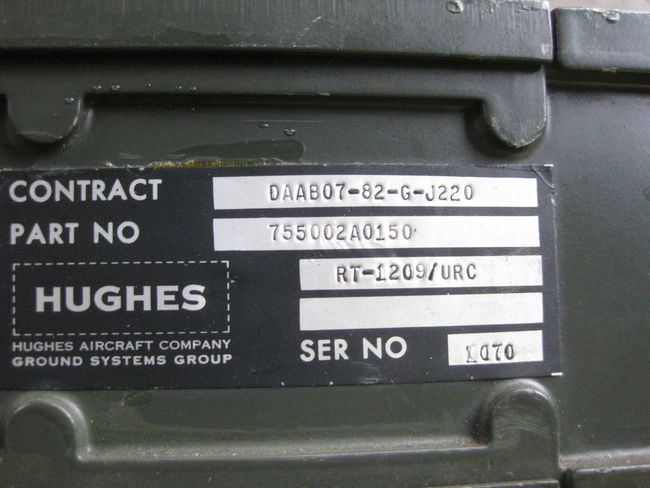 CONTRACT DAAB07-82-G-J220
PART NO 755002A0150
RT-1209/URC
HUGHES
HUGHES AIRCRAFT COMPANY
GROUND SYSTEMS GROUP
SER NO 1070